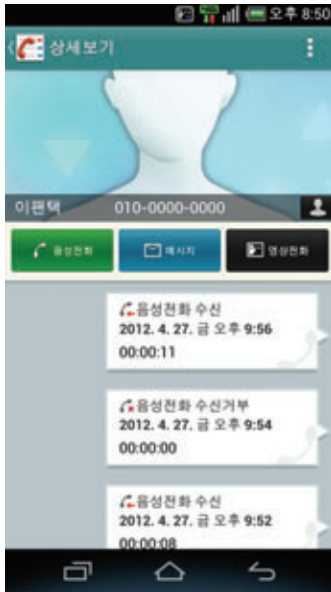 오후 8:50
상세보기
이팬택 010-0000-0000
음성전화 메시지 영상전화
음성전화 수신
2012. 4. 27. 금 오후 9:56
00:00:11
음성전화 수신거부
2012. 4. 27. 금 오후 9:54
00:00:00
음성전화 수신
2012. 4. 27. 금 오후 9:52
00:00:08